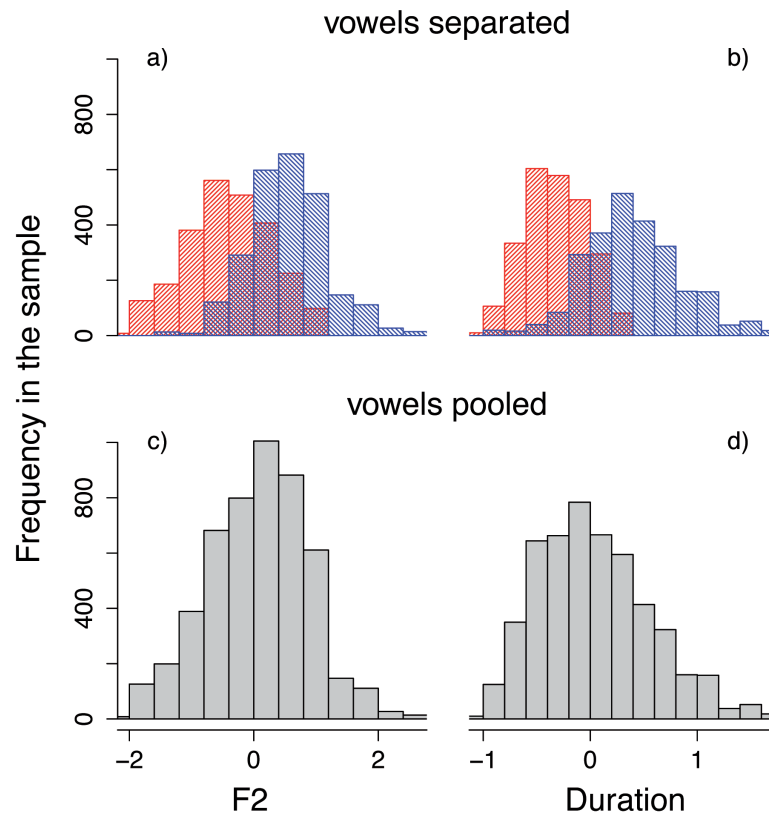 vowels separated
a)
b)
800
400
0
Frequency in the sample
vowels pooled
c)
d)
800
400
0
−2 0 2
−1 0 1
F2
Duration